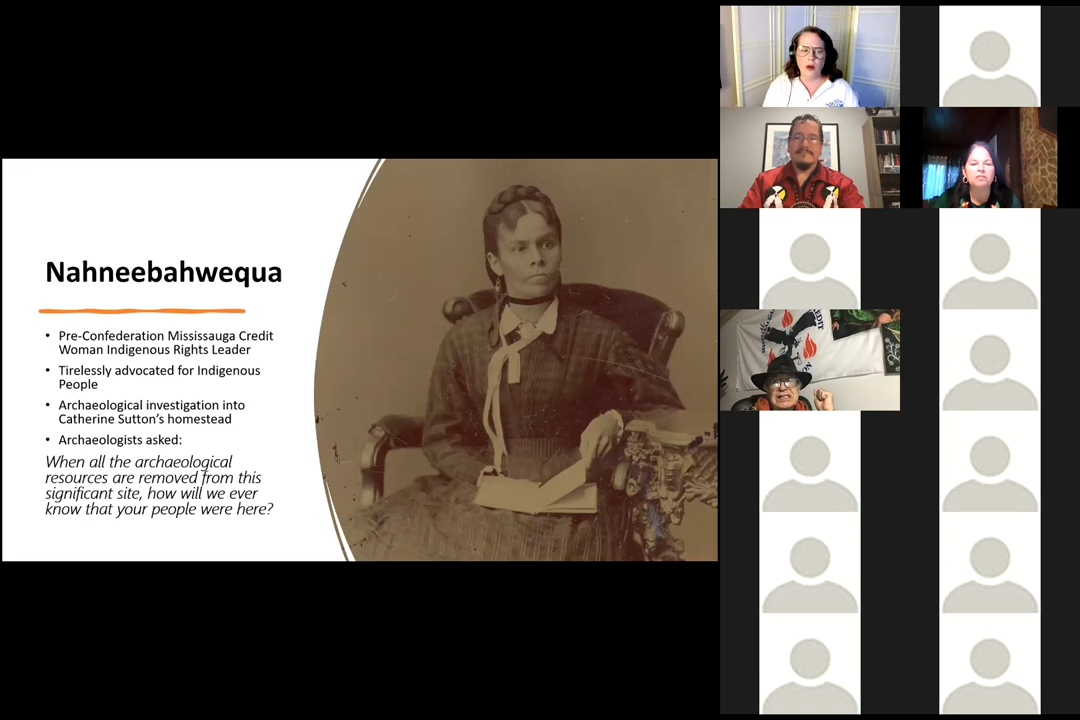 Nahneebahwequa
• Pre-Confederation Mississauga Credit
Woman Indigenous Rights Leader
• Tirelessly advocated for Indigenous
People
• Archaeological investigation into
Catherine Sutton's homestead
• Archaeologists asked:
When all the archaeological
resources are removed from this
significant site, how will we ever
know that your people were here?